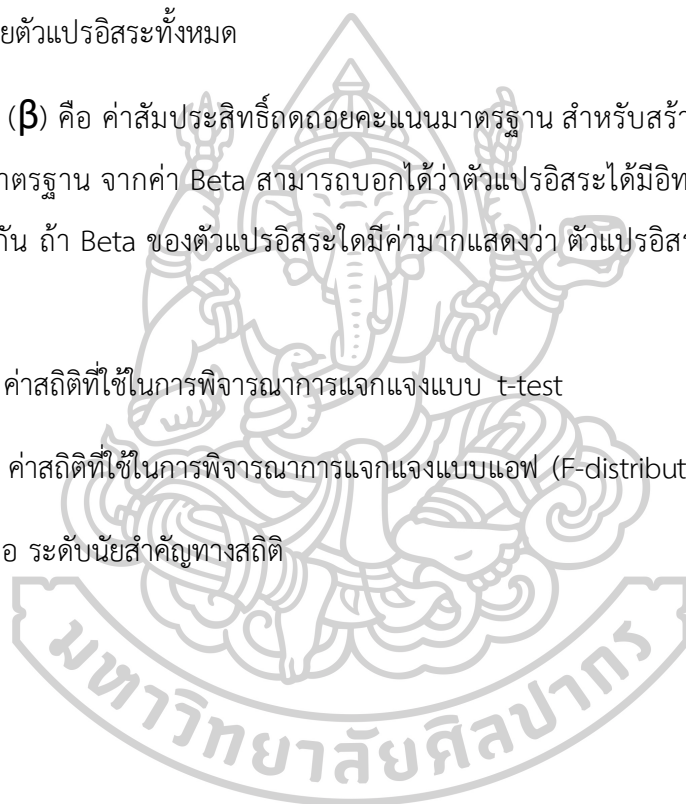 ยตัวแปรอิสระทั้งหมด
(β) คือ ค่าสัมประสิทธิ์ถดถอยคะแนนมาตรฐาน สำหรับสร้า
าตรฐาน จากค่า Beta สามารถบอกได้ว่าตัวแปรอิสระได้มีอิท
กัน ถ้า Beta ของตัวแปรอิสระใดมีค่ามากแสดงว่า ตัวแปรอิสร
ค่าสถิติที่ใช้ในการพิจารณาการแจกแจงแบบ t-test
ค่าสถิติที่ใช้ในการพิจารณาการแจกแจงแบบแอฟ (F-distribut
อ ระดับนัยสำคัญทางสถิติ
มหาวิทยาลัยศิลปากร